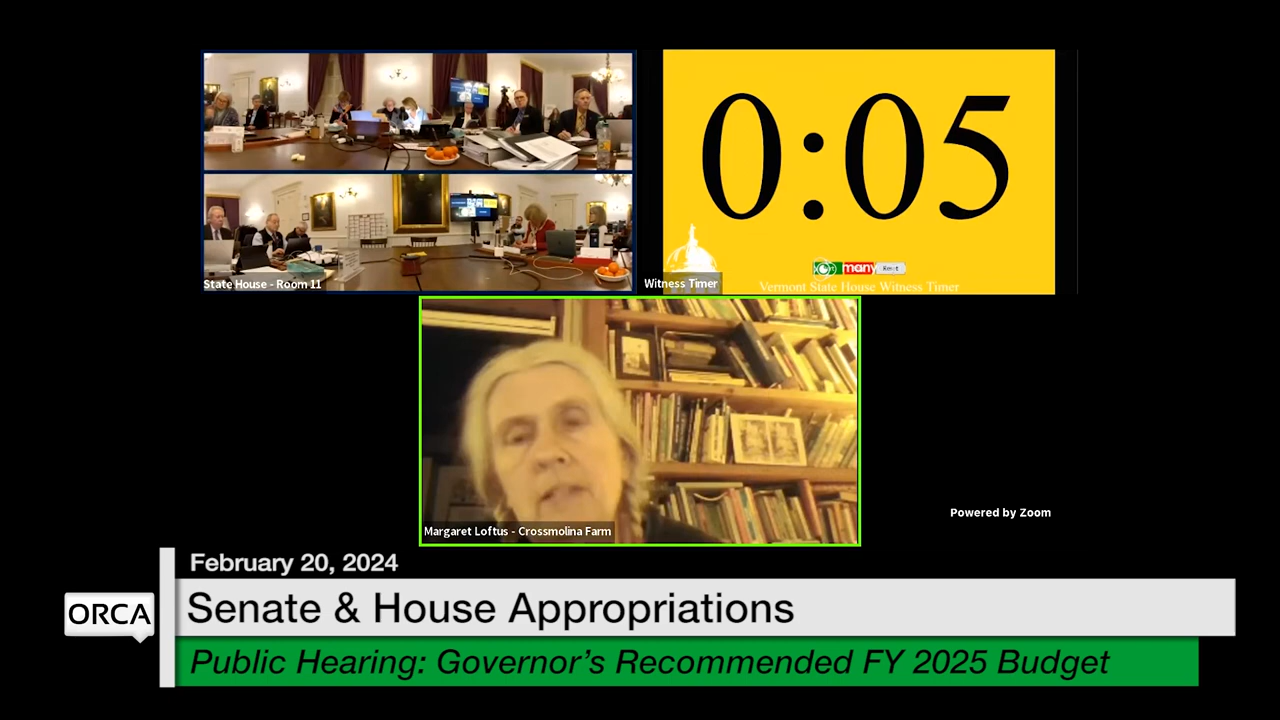 0:05
many
State House - Room 11
Witness Timer
Vermont State House Witness Timer
Margaret Loftus - Crossmolina Farm
Powered by Zoom
February 20, 2024
ORCA
Senate & House Appropriations
Public Hearing: Governor's Recommended FY 2025 Budget